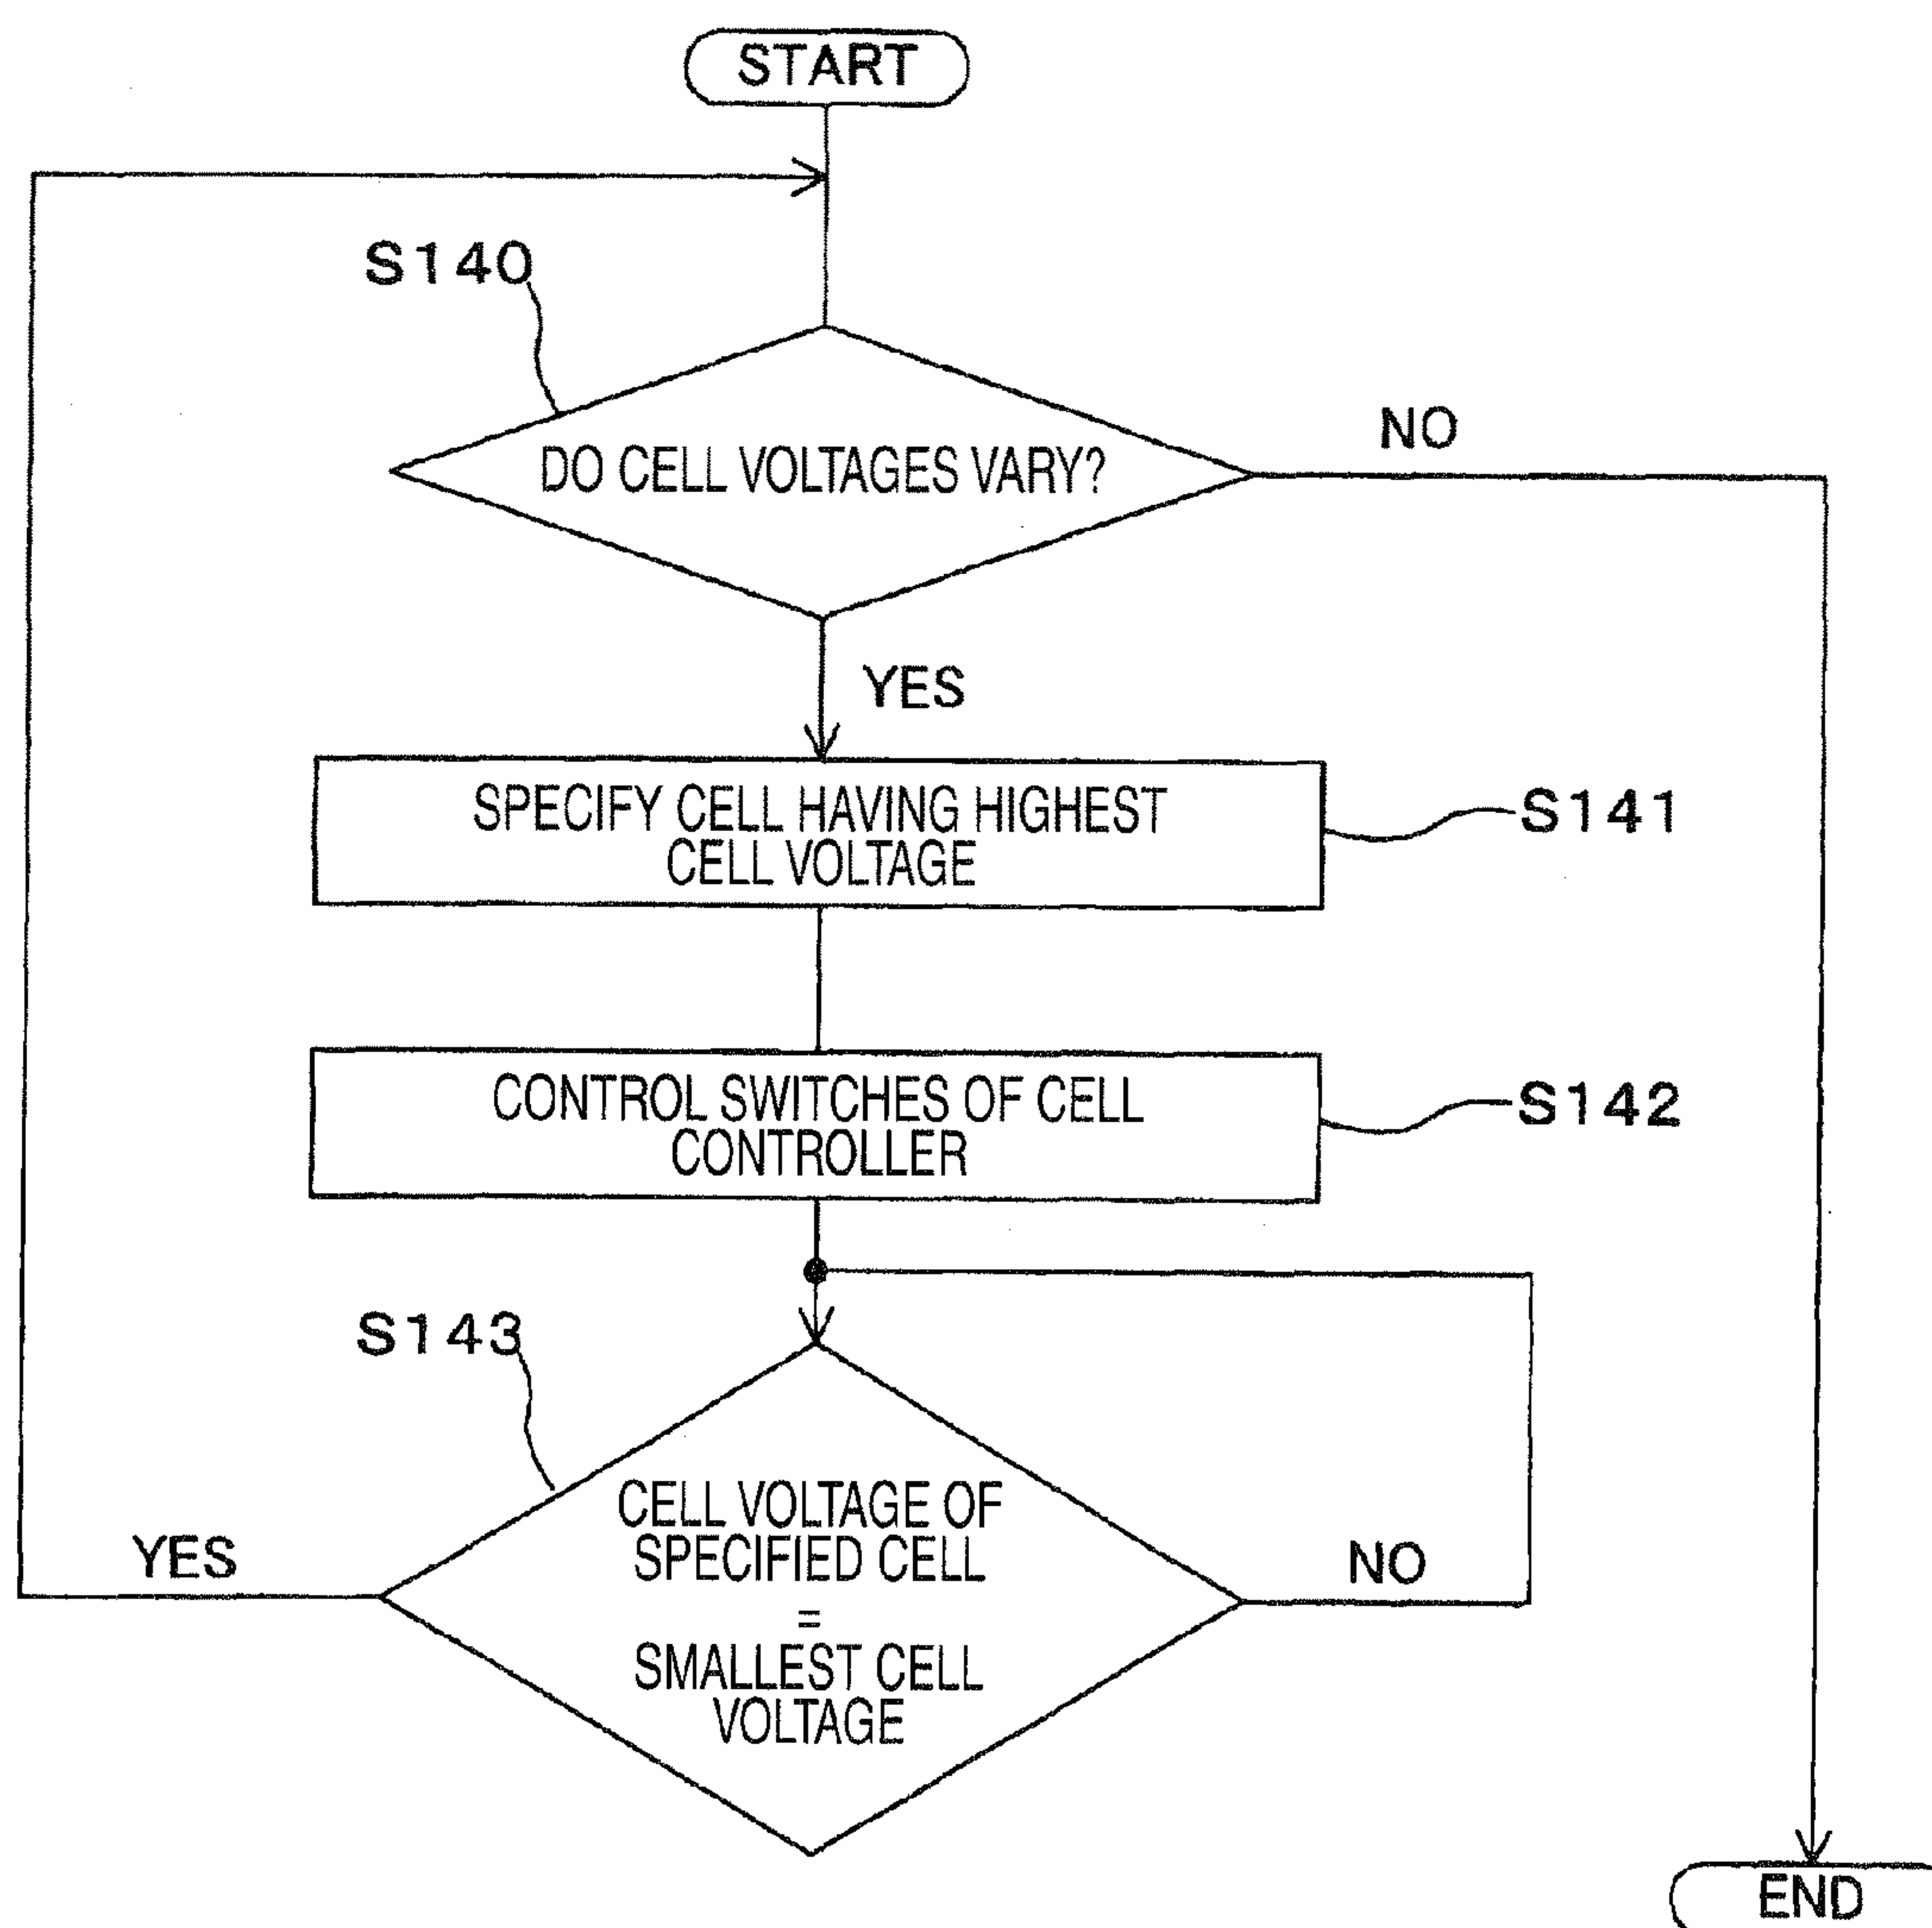 START
S140
DO CELL VOLTAGES VARY?
NO
YES
SPECIFY CELL HAVING HIGHEST
CELL VOLTAGE
S141
CONTROL SWITCHES OF CELL
CONTROLLER
S142
S143
CELL VOLTAGE OF
SPECIFIED CELL
=
SMALLEST CELL
VOLTAGE
YES
NO
END